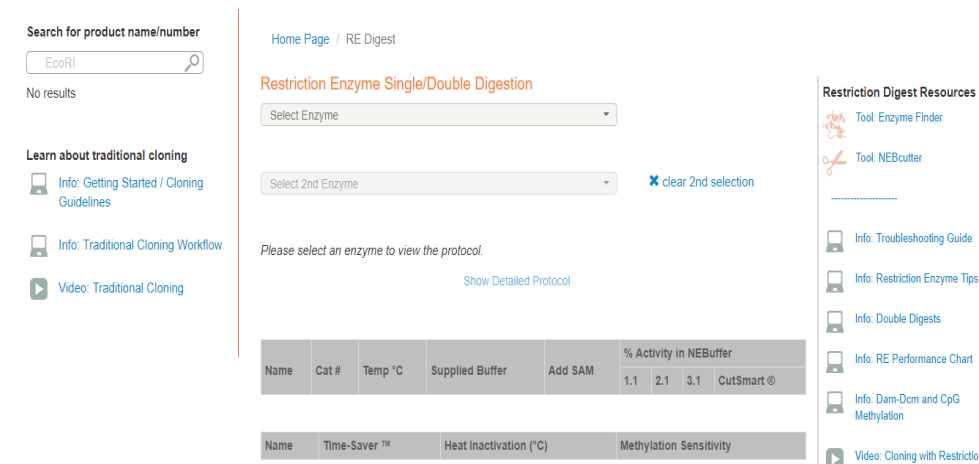 Search for product name/number
EcoRI
No results
Learn about traditional cloning
Info: Getting Started / Cloning
Guidelines
Info: Traditional Cloning Workflow
Video: Traditional Cloning
Home Page / RE Digest
Restriction Enzyme Single/Double Digestion
Select Enzyme
Select 2nd Enzyme
clear 2nd selection
Please select an enzyme to view the protocol.
Show Detailed Protocol
Name Cat # Temp °C Supplied Buffer Add SAM % Activity in NEBuffer
1.1 2.1 3.1 CutSmart ®
Name Time-Saver ™ Heat Inactivation (°C) Methylation Sensitivity
Restriction Digest Resources
Tool: Enzyme Finder
Tool: NEBcutter
---------------------
Info: Troubleshooting Guide
Info: Restriction Enzyme Tips
Info: Double Digests
Info: RE Performance Chart
Info: Dam-Dcm and CpG
Methylation
Video: Cloning with Restrictio